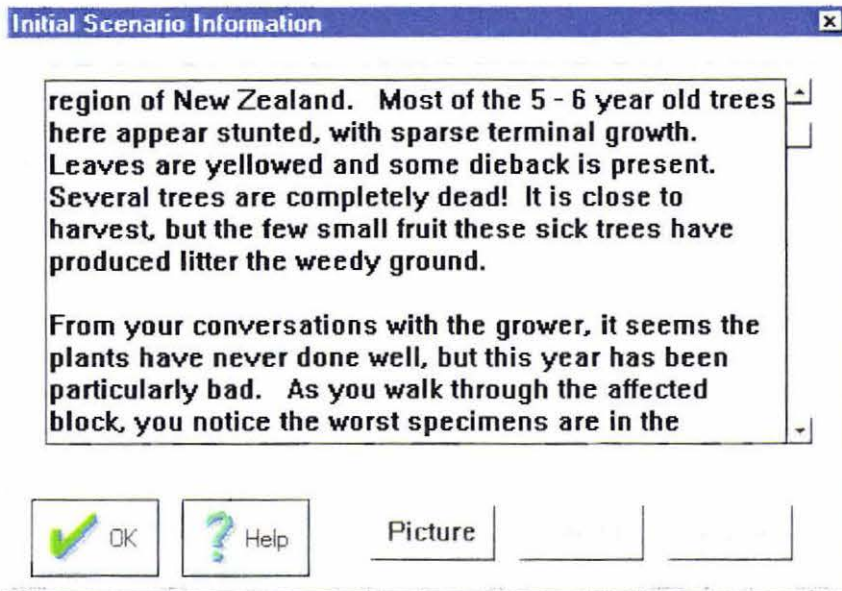 Initial Scenario Information
region of New Zealand. Most of the 5 - 6 year old trees
here appear stunted, with sparse terminal growth.
Leaves are yellowed and some dieback is present.
Several trees are completely dead! It is close to
harvest, but the few small fruit these sick trees have
produced litter the weedy ground.
From your conversations with the grower, it seems the
plants have never done well, but this year has been
particularly bad. As you walk through the affected
block, you notice the worst specimens are in the
OK
Help
Picture